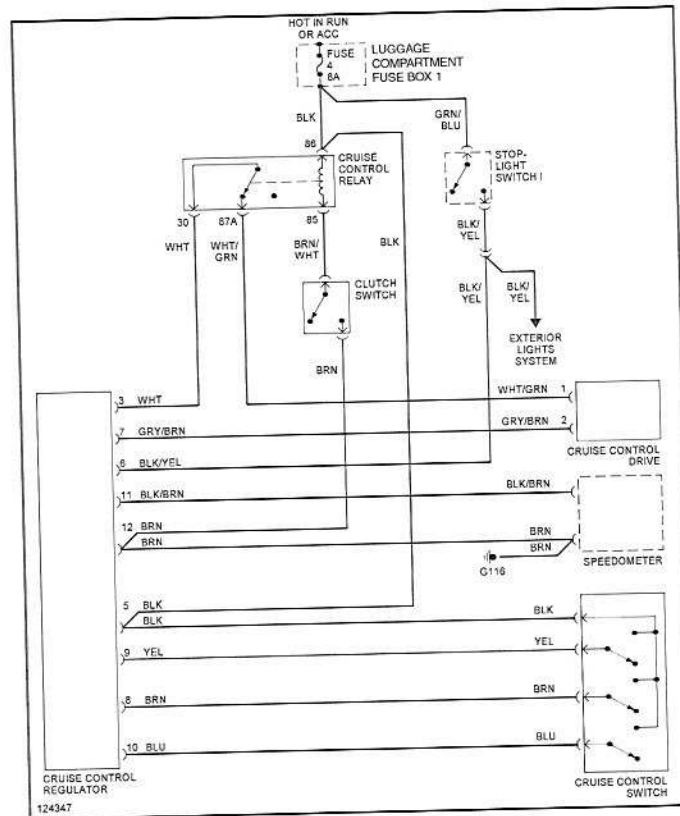 HOT IN RUN
OR ACC
FUSE
4
8A
LUGGAGE
COMPARTMENT
FUSE BOX 1
BLK
GRN/
BLU
86
CRUISE
CONTROL
RELAY
STOP-
LIGHT
SWITCH I
30
87A
85
WHT
WHT/
GRN
BRN/
WHT
BLK
BLK/
YEL
CLUTCH
SWITCH
BLK/
YEL
BLK/
YEL
EXTERIOR
LIGHTS
SYSTEM
BRN
3 WHT
WHT/GRN 1
7 GRY/BRN
GRY/BRN 2
CRUISE CONTROL
DRIVE
6 BLK/YEL
11 BLK/BRN
BLK/BRN
12 BRN
BRN
BRN
BRN
G116
SPEEDOMETER
5 BLK
BLK
BLK
9 YEL
YEL
8 BRN
BRN
10 BLU
BLU
CRUISE CONTROL
REGULATOR
CRUISE CONTROL
SWITCH
124347